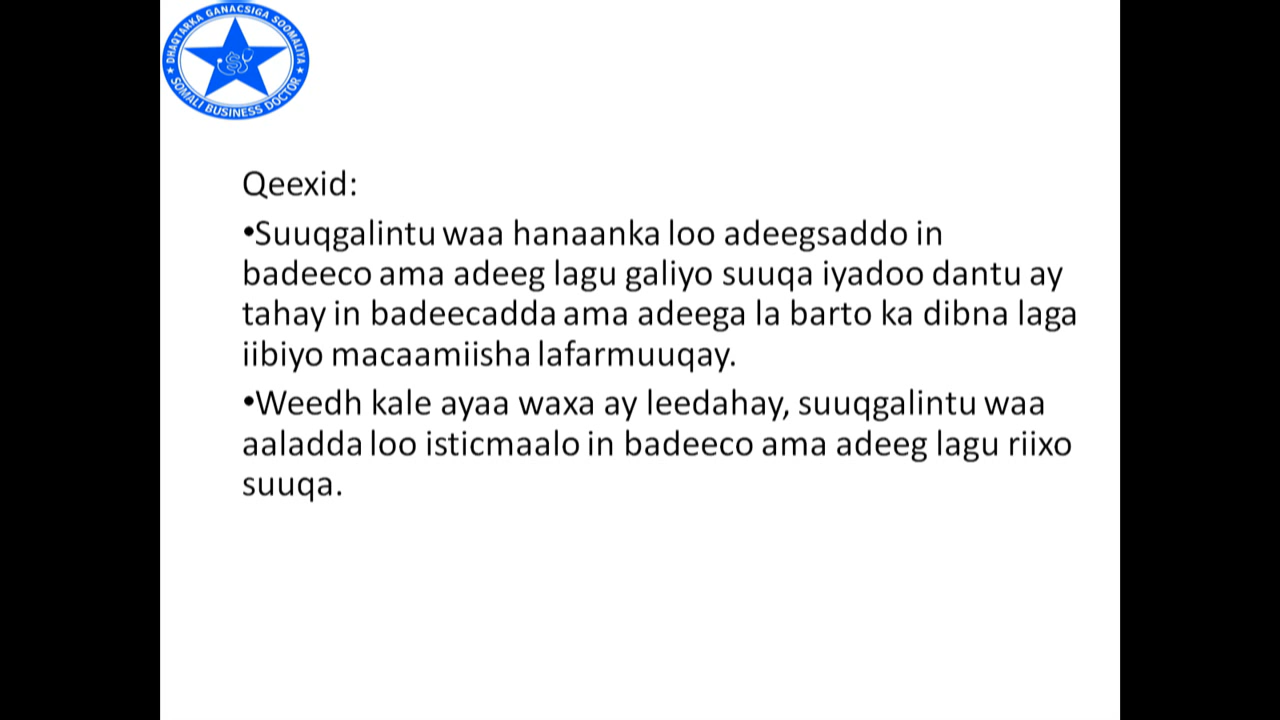 DHAQTARKA GANACSIGA SOOMALIYA
SOMALI BUSINESS DOCTOR
Qeexid:
•Suuqgalintu waa hanaanka loo adeegsaddo in
badeeco ama adeeg lagu galiyo suuqa iyadoo dantu ay
tahay in badeecadda ama adeega la barto ka dibna laga
iibiyo macaamiisha lafarmuuqay.
•Weedh kale ayaa waxa ay leedahay, suuqgalintu waa
aaladda loo isticmaalo in badeeco ama adeeg lagu riixo
suuqa.